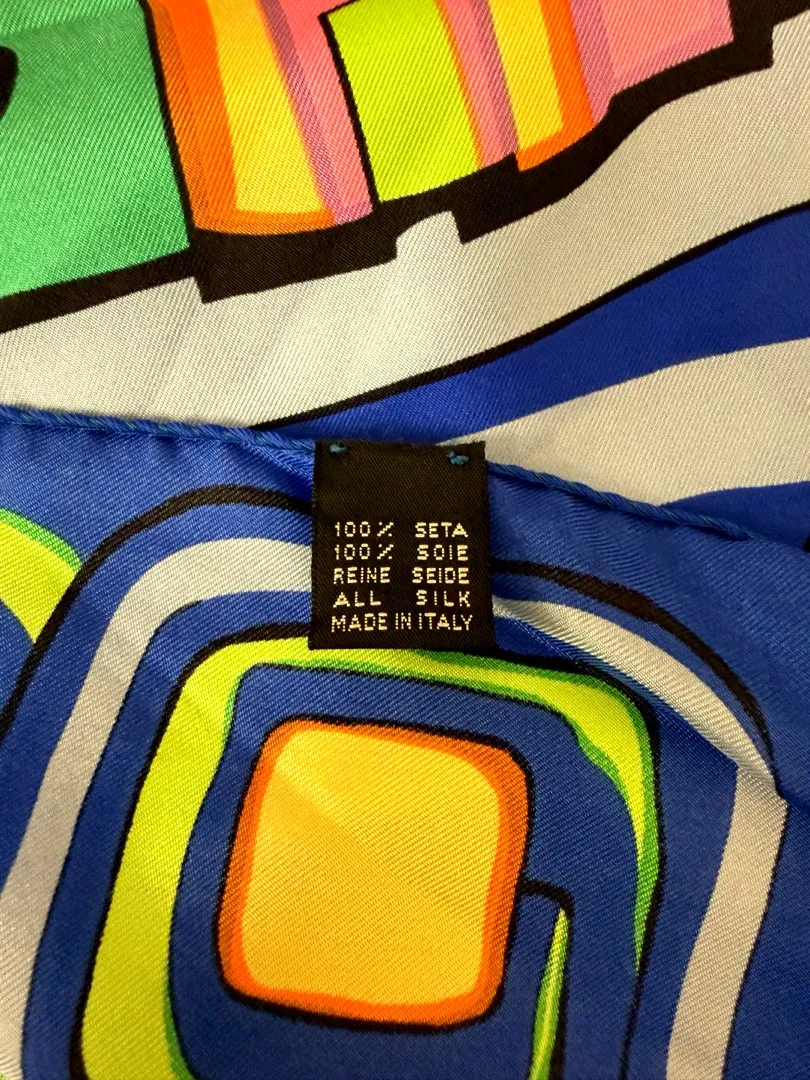 100% SETA
100% SOIE
REINE SEIDE
ALL SILK
MADE IN ITALY